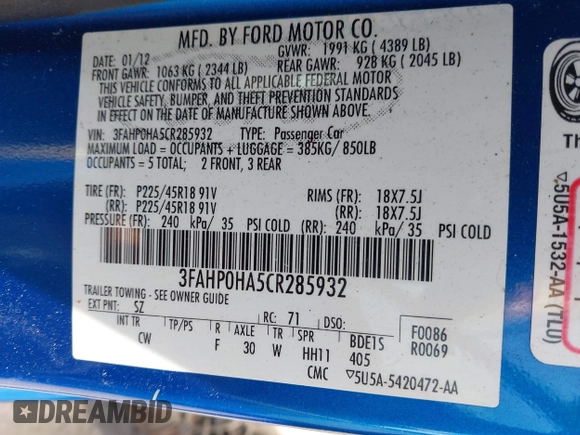 MFD. BY FORD MOTOR CO.
DATE: 01/12 GVWR: 1991 KG ( 4389 LB)
FRONT GAWR: 1063 KG ( 2344 LB) REAR GAWR: 928 KG ( 2045 LB)
THIS VEHICLE CONFORMS TO ALL APPLICABLE FEDERAL MOTOR
VEHICLE SAFETY, BUMPER, AND THEFT PREVENTION STANDARDS
IN EFFECT ON THE DATE OF MANUFACTURE SHOWN ABOVE.
VIN: 3FAHP0HA5CR285932 TYPE: Passenger Car
MAXIMUM LOAD = OCCUPANTS + LUGGAGE = 385KG/ 850LB
OCCUPANTS = 5 TOTAL; 2 FRONT, 3 REAR
TIRE (FR): P225/45R18 91V RIMS (FR): 18X7.5J
(RR): P225/45R18 91V (RR): 18X7.5J
PRESSURE (FR): 240 kPa/ 35 PSI COLD (RR): 240 kPa/ 35 PSI COLD
3FAHP0HA5CR285932
TRAILER TOWING - SEE OWNER GUIDE
EXT PNT: SZ RC: 71 DSO: F0086
INT TR TP/PS R AXLE TR SPR BDE1S R0069
CW F 30 W HH11 405
CMC ▽5U5A-5420472-AA
▽5U5A-1532-AA (TL0)
DREAMBID